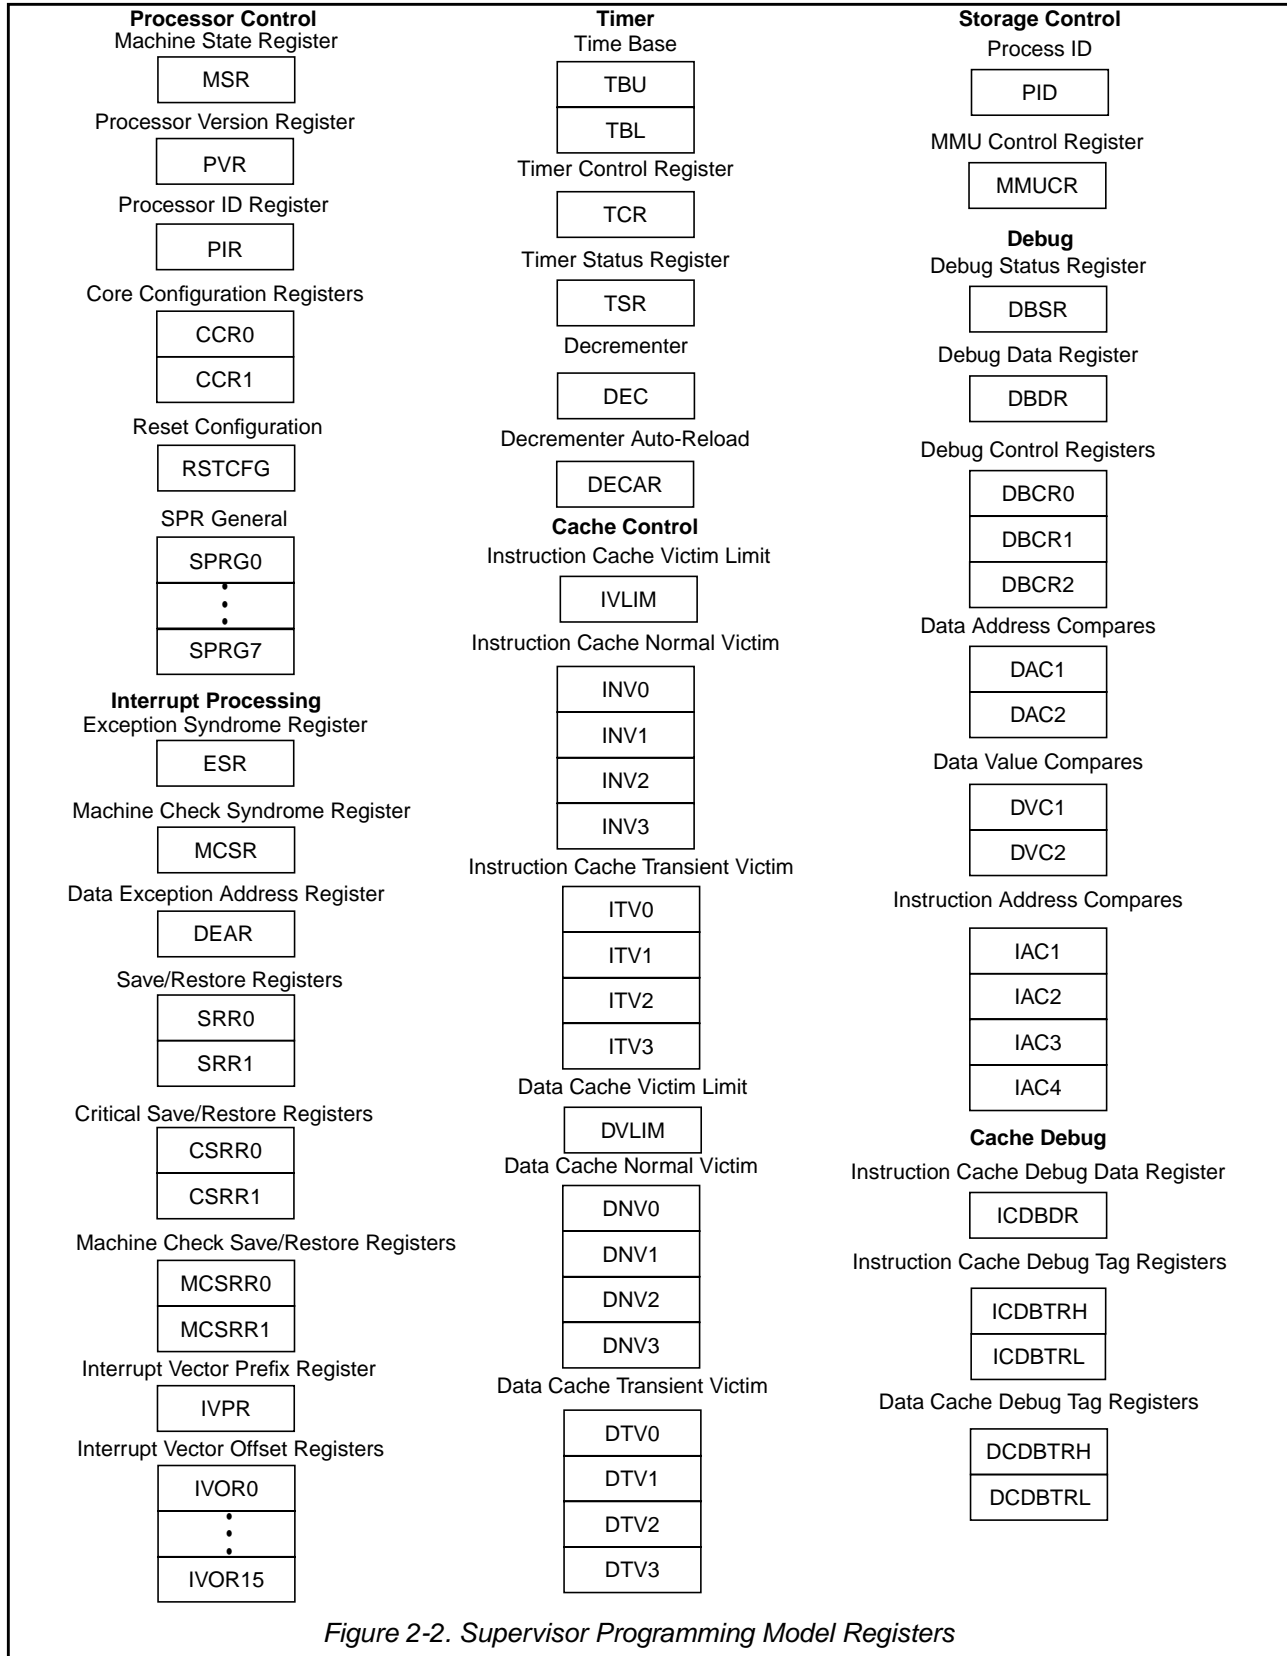 Processor Control
Machine State Register
MSR
Processor Version Register
PVR
Processor ID Register
PIR
Core Configuration Registers
CCR0
CCR1
Reset Configuration
RSTCFG
SPR General
SPRG0
SPRG7
Interrupt Processing
Exception Syndrome Register
ESR
Machine Check Syndrome Register
MCSR
Data Exception Address Register
DEAR
Save/Restore Registers
SRR0
SRR1
Critical Save/Restore Registers
CSRR0
CSRR1
Machine Check Save/Restore Registers
MCSRR0
MCSRR1
Interrupt Vector Prefix Register
IVPR
Interrupt Vector Offset Registers
IVOR0
IVOR15
Timer
Time Base
TBU
TBL
Timer Control Register
TCR
Timer Status Register
TSR
Decrementer
DEC
Decrementer Auto-Reload
DECAR
Cache Control
Instruction Cache Victim Limit
IVLIM
Instruction Cache Normal Victim
INV0
INV1
INV2
INV3
Instruction Cache Transient Victim
ITV0
ITV1
ITV2
ITV3
Data Cache Victim Limit
DVLIM
Data Cache Normal Victim
DNV0
DNV1
DNV2
DNV3
Data Cache Transient Victim
DTV0
DTV1
DTV2
DTV3
Storage Control
Process ID
PID
MMU Control Register
MMUCR
Debug
Debug Status Register
DBSR
Debug Data Register
DBDR
Debug Control Registers
DBCR0
DBCR1
DBCR2
Data Address Compares
DAC1
DAC2
Data Value Compares
DVC1
DVC2
Instruction Address Compares
IAC1
IAC2
IAC3
IAC4
Cache Debug
Instruction Cache Debug Data Register
ICDBDR
Instruction Cache Debug Tag Registers
ICDBTRH
ICDBTRL
Data Cache Debug Tag Registers
DCDBTRH
DCDBTRL
Figure 2-2. Supervisor Programming Model Registers